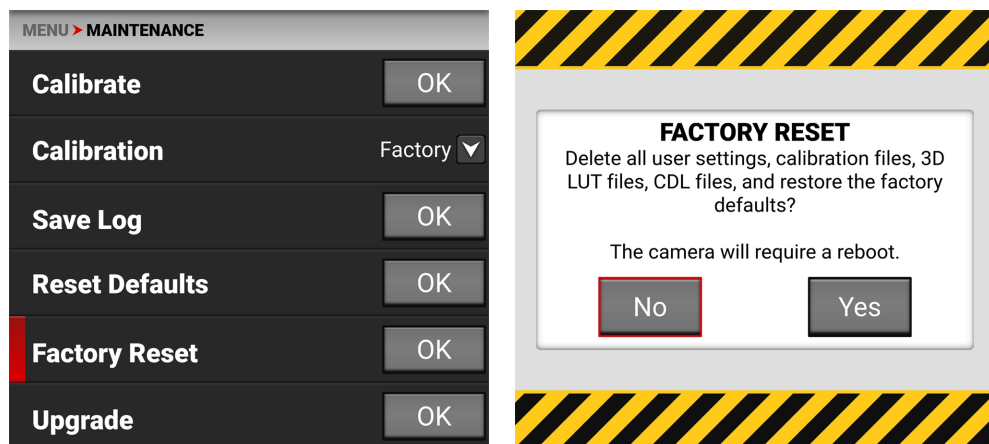 MENU ➤ MAINTENANCE
Calibrate OK
Calibration Factory
Save Log OK
Reset Defaults OK
Factory Reset OK
Upgrade OK
FACTORY RESET
Delete all user settings, calibration files, 3D
LUT files, CDL files, and restore the factory
defaults?
The camera will require a reboot.
No Yes